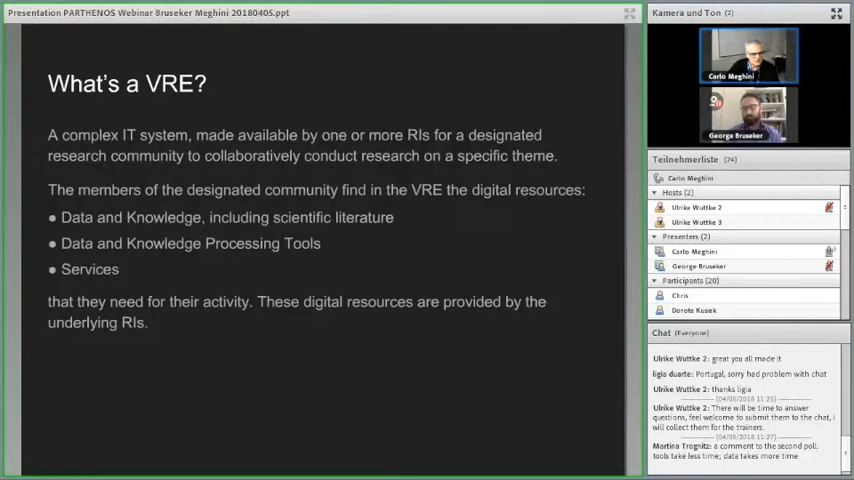 Presentation PARTHENOS Webinar Bruseker Meghini 20180405.ppt
What's a VRE?
A complex IT system, made available by one or more RIs for a designated
research community to collaboratively conduct research on a specific theme.
The members of the designated community find in the VRE the digital resources:
● Data and Knowledge, including scientific literature
● Data and Knowledge Processing Tools
● Services
that they need for their activity. These digital resources are provided by the
underlying RIs.
Kamera und Ton (2)
Carlo Meghini
George Bruseker
Teilnehmerliste (24)
Carlo Meghini
Hosts (2)
Ulrike Wuttke 2
Ulrike Wuttke 3
Presenters (2)
Carlo Meghini
George Bruseker
Participants (20)
Chris
Dorota Kusiek
Chat (Everyone)
Ulrike Wuttke 2: great you all made it
ligia duarte: Portugal, sorry had problem with chat
Ulrike Wuttke 2: thanks ligia
------------- (04/05/2018 11:25) -------------
Ulrike Wuttke 2: There will be time to answer
questions, feel welcome to submit them to the chat, i
will collect them for the trainers.
------------- (04/05/2018 11:27) -------------
Martina Trognitz: a comment to the second poll:
tools take less time; data takes more time